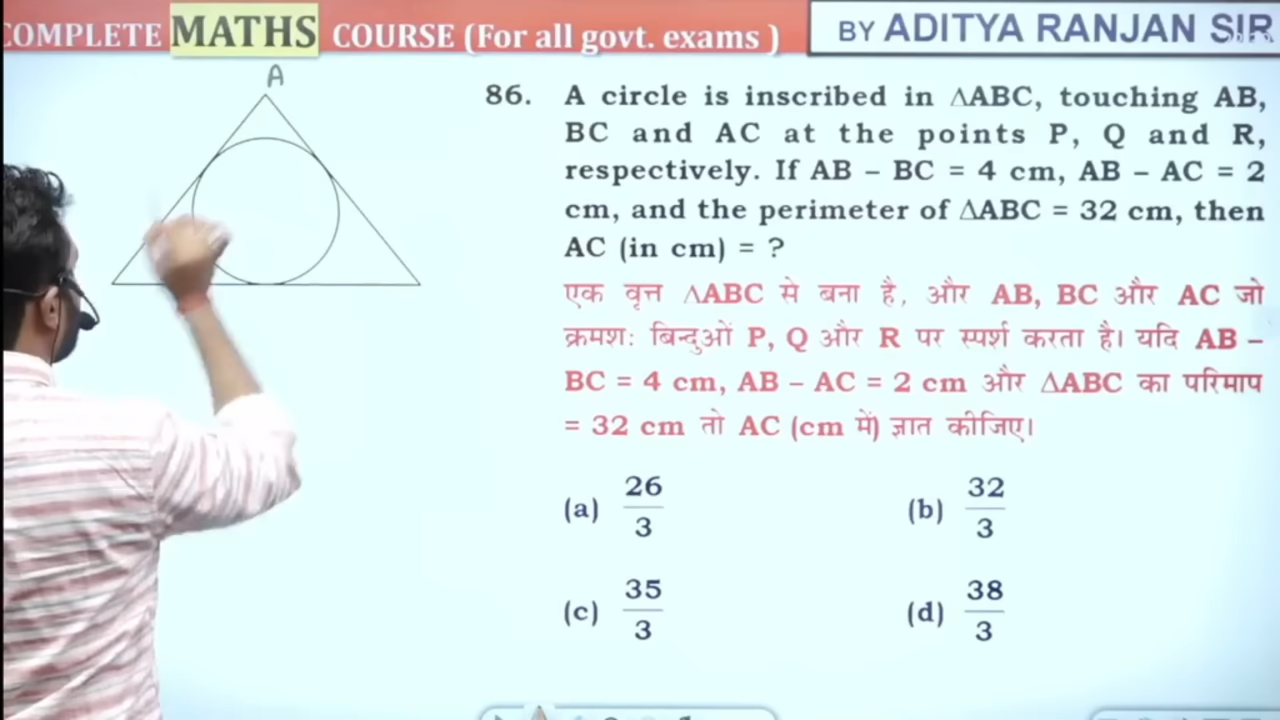 COMPLETE MATHS COURSE (For all govt. exams )
BY ADITYA RANJAN SIR
A
86. A circle is inscribed in ΔABC, touching AB,
BC and AC at the points P, Q and R,
respectively. If AB – BC = 4 cm, AB – AC = 2
cm, and the perimeter of ΔABC = 32 cm, then
AC (in cm) = ?
एक वृत्त ΔABC से बना है, और AB, BC और AC जो
क्रमशः बिन्दुओं P, Q और R पर स्पर्श करता है। यदि AB –
BC = 4 cm, AB – AC = 2 cm और ΔABC का परिमाप
= 32 cm तो AC (cm में) ज्ञात कीजिए।
(a) 26/3 (b) 32/3
(c) 35/3 (d) 38/3